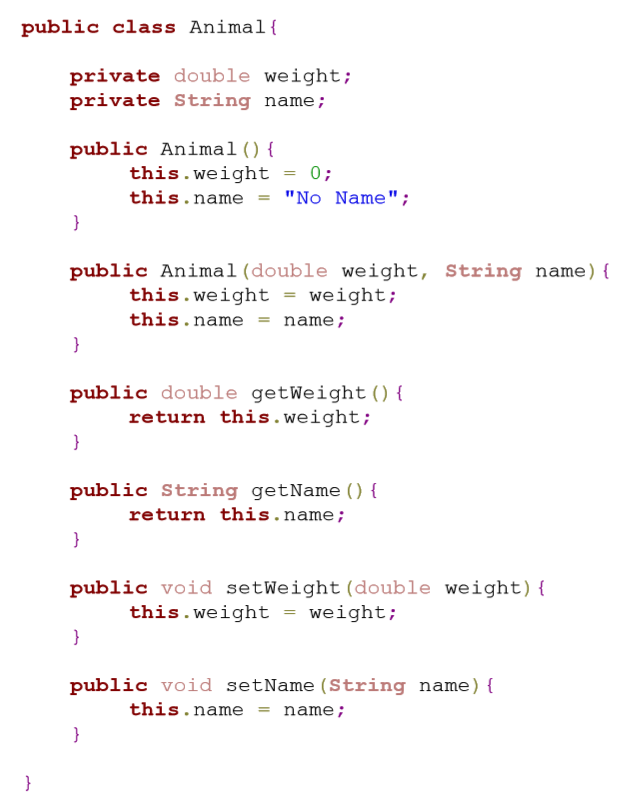 public class Animal{
private double weight;
private String name;
public Animal(){
this.weight = 0;
this.name = "No Name";
}
public Animal(double weight, String name){
this.weight = weight;
this.name = name;
}
public double getWeight(){
return this.weight;
}
public String getName(){
return this.name;
}
public void setWeight(double weight){
this.weight = weight;
}
public void setName(String name){
this.name = name;
}
}